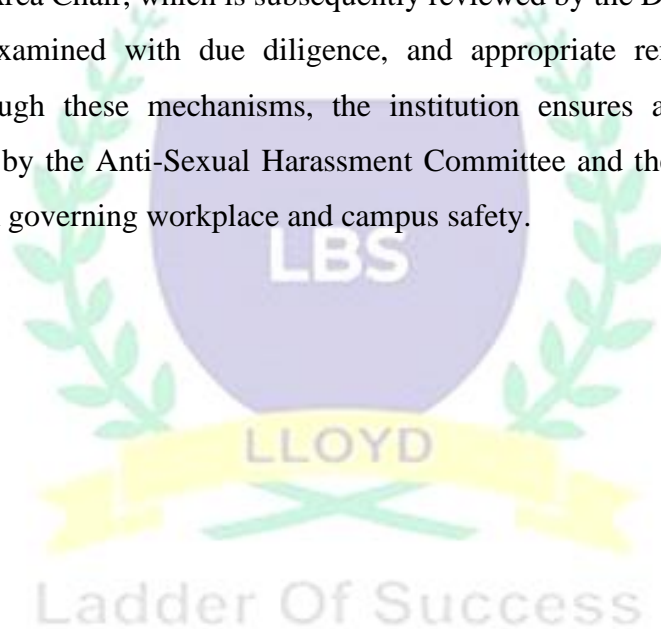 Area Chair, which is subsequently reviewed by the D
examined with due diligence, and appropriate re
ugh these mechanisms, the institution ensures a
by the Anti-Sexual Harassment Committee and the
governing workplace and campus safety.
LBS
LLOYD
Ladder Of Success